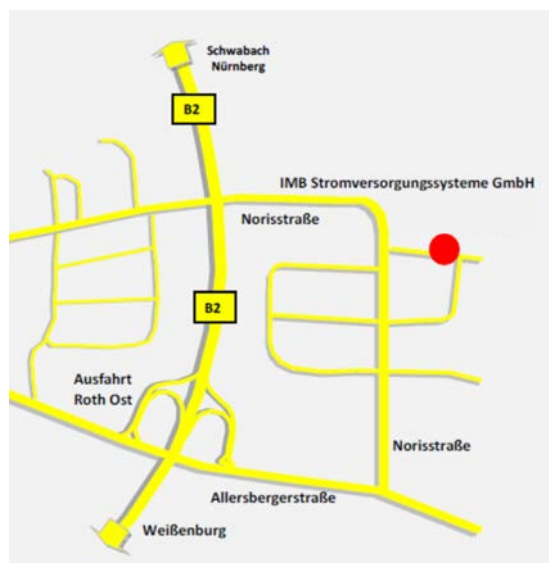 Schwabach
Nürnberg
B2
IMB Stromversorgungssysteme GmbH
Norisstraße
B2
Ausfahrt
Roth Ost
Norisstraße
Allersbergerstraße
Weißenburg